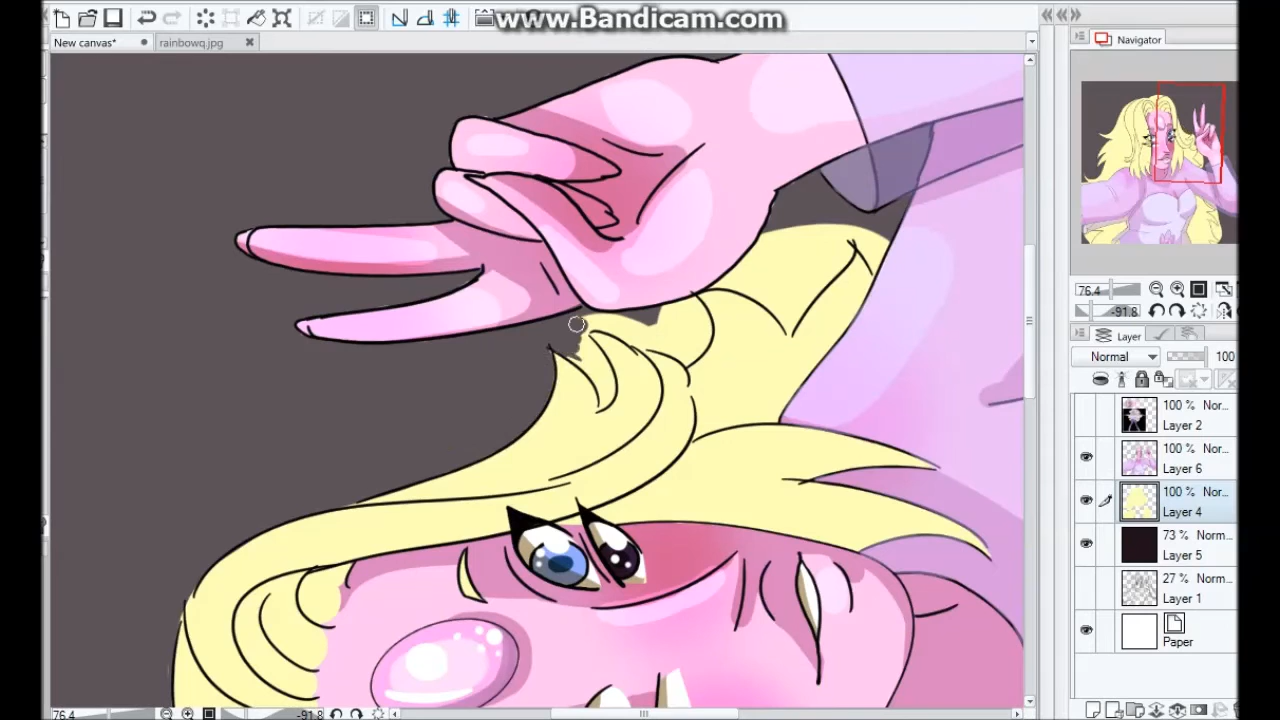 www.Bandicam.com
New canvas*
rainbowq.jpg
Navigator
76.4
-91.8
Layer
Normal
100
100 % Nor...
Layer 2
100 % Nor...
Layer 6
100 % Nor...
Layer 4
73 % Norm...
Layer 5
27 % Norm...
Layer 1
Paper
76.4
-91.8